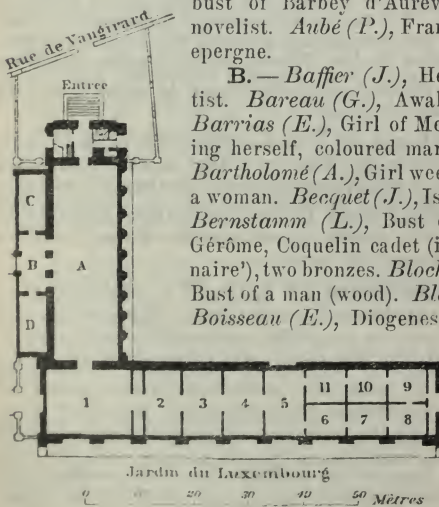 bust of Barbey d'Aurev
novelist. Aubé (P.), Fran
epergne.
B. — Baffier (J.), He
tist. Bareau (G.), Awal
Barrias (E.), Girl of Me
ing herself, coloured mar
Bartholomé (A.), Girl wee
a woman. Becquet (J.), Is
Bernstamm (L.), Bust
Gérôme, Coquelin cadet (i
naire'), two bronzes. Bloch
Bust of a man (wood). Bl
Boisseau (E.), Diogenes
Rue de Vaugirard
Entrée
C
B
A
D
1 2 3 4 5 11 10 9
6 7 8
Jardin du Luxembourg
0 20 30 40 50 Mètres